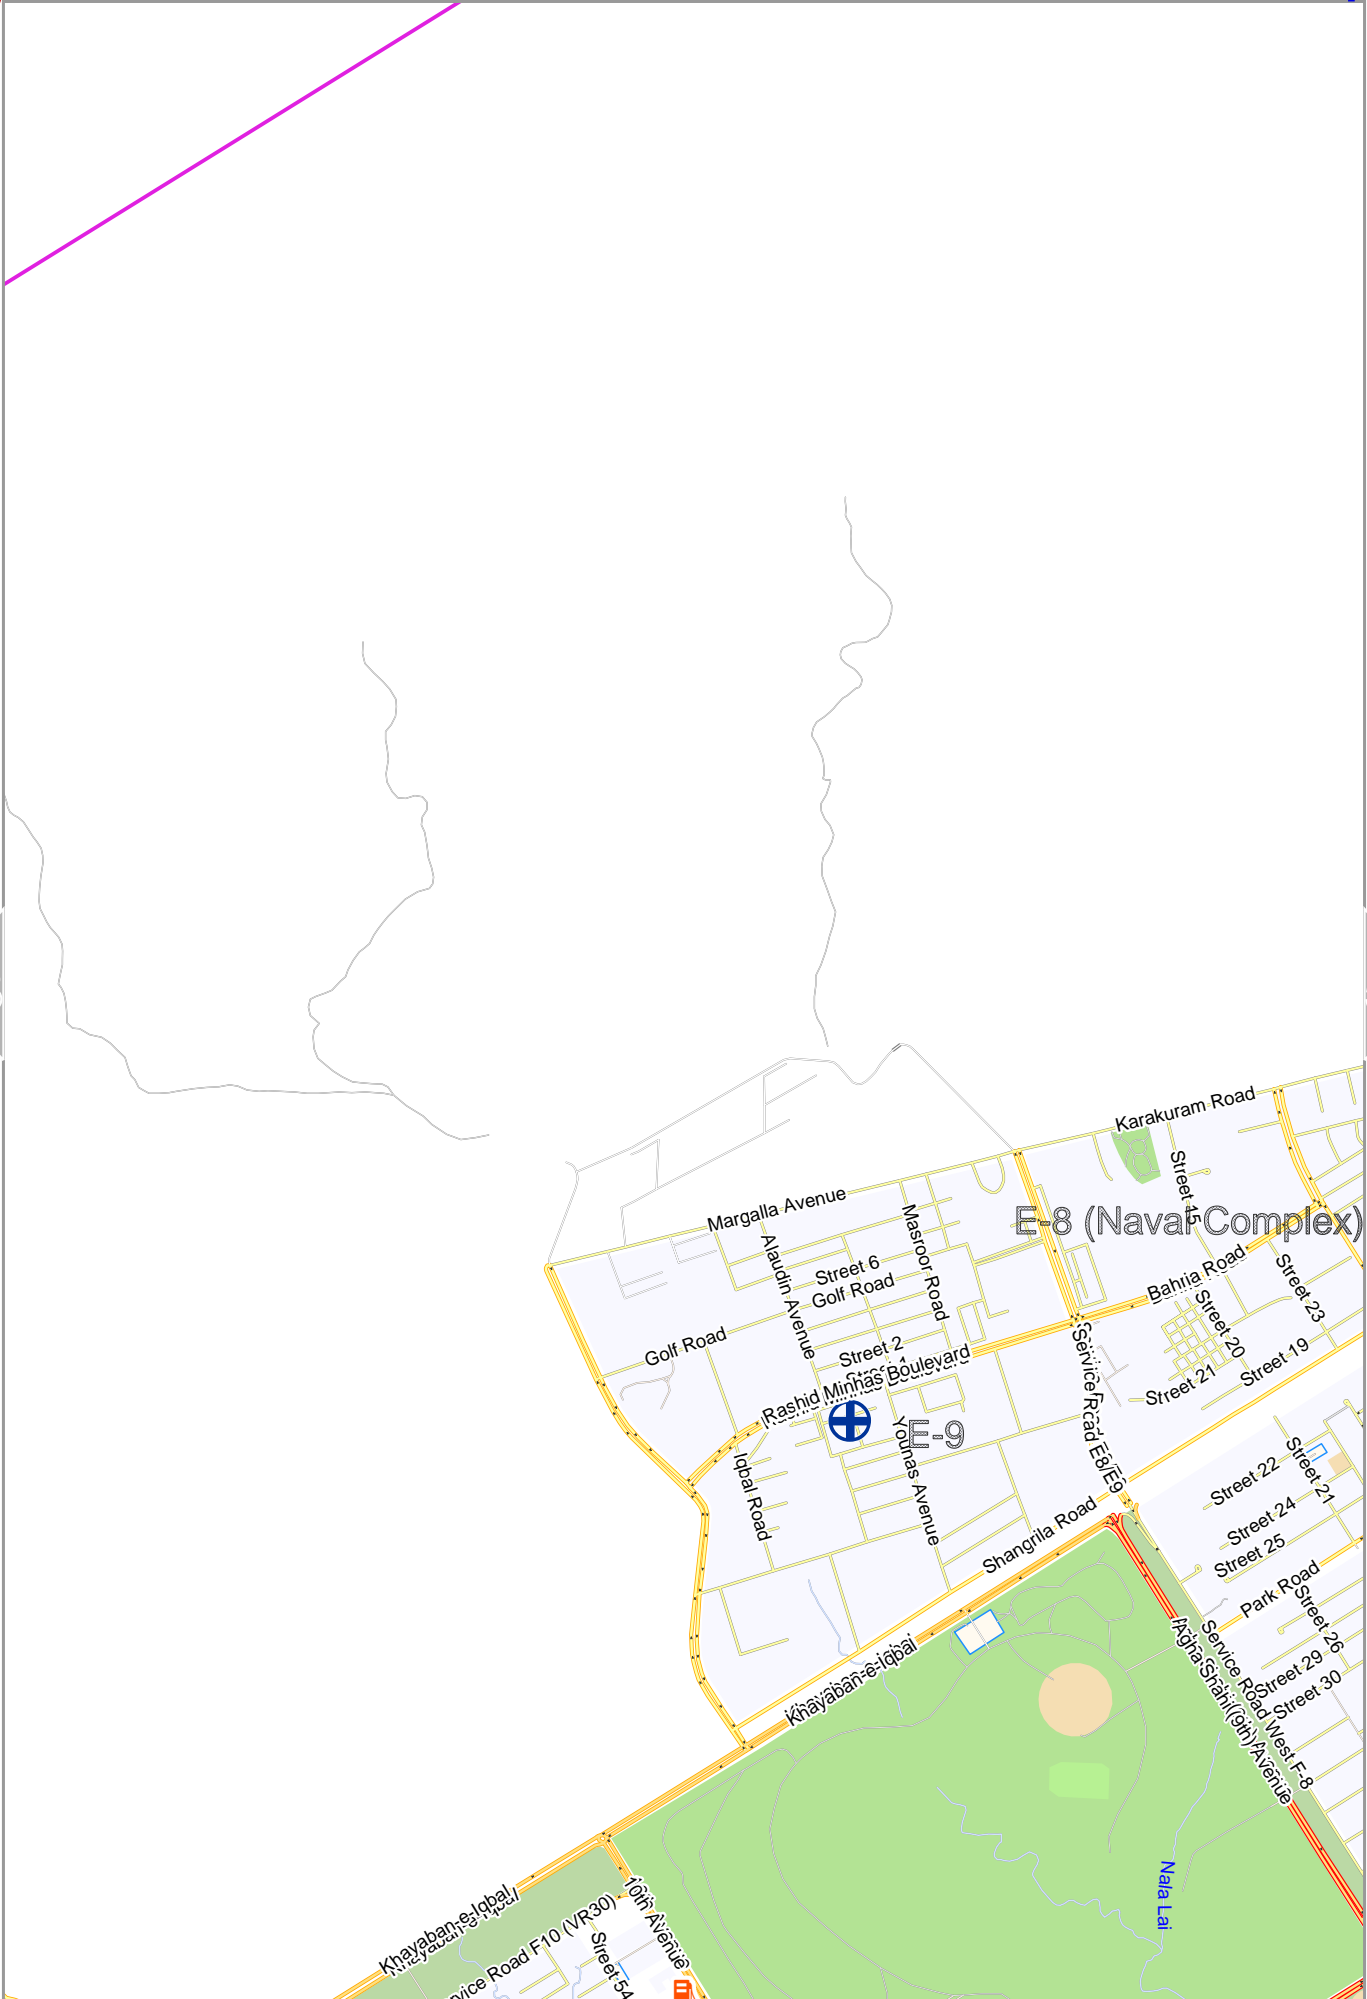 Karakuram Road
Street 15
Margalla Avenue
Masroor Road
E-8 (Naval Complex)
Alaudin Avenue
Street 6
Golf Road
Bahria Road
Street 23
Street 20
Golf Road
Street 2
Rashid Minhas Boulevard
Service Road E8/E9
Street 19
Street 21
E-9
Younas Avenue
Iqbal Road
Street 22
Street 21
Shangrila Road
Street 24
Street 25
Park Road
Street 26
Khayaban-e-Iqbal
Service Road West F-8
Agha Shahi (9th) Avenue
Street 29
Street 30
Nala Lai
Khayaban-e-Iqbal
10th Avenue
rvice Road F10 (VR30)
Street 54